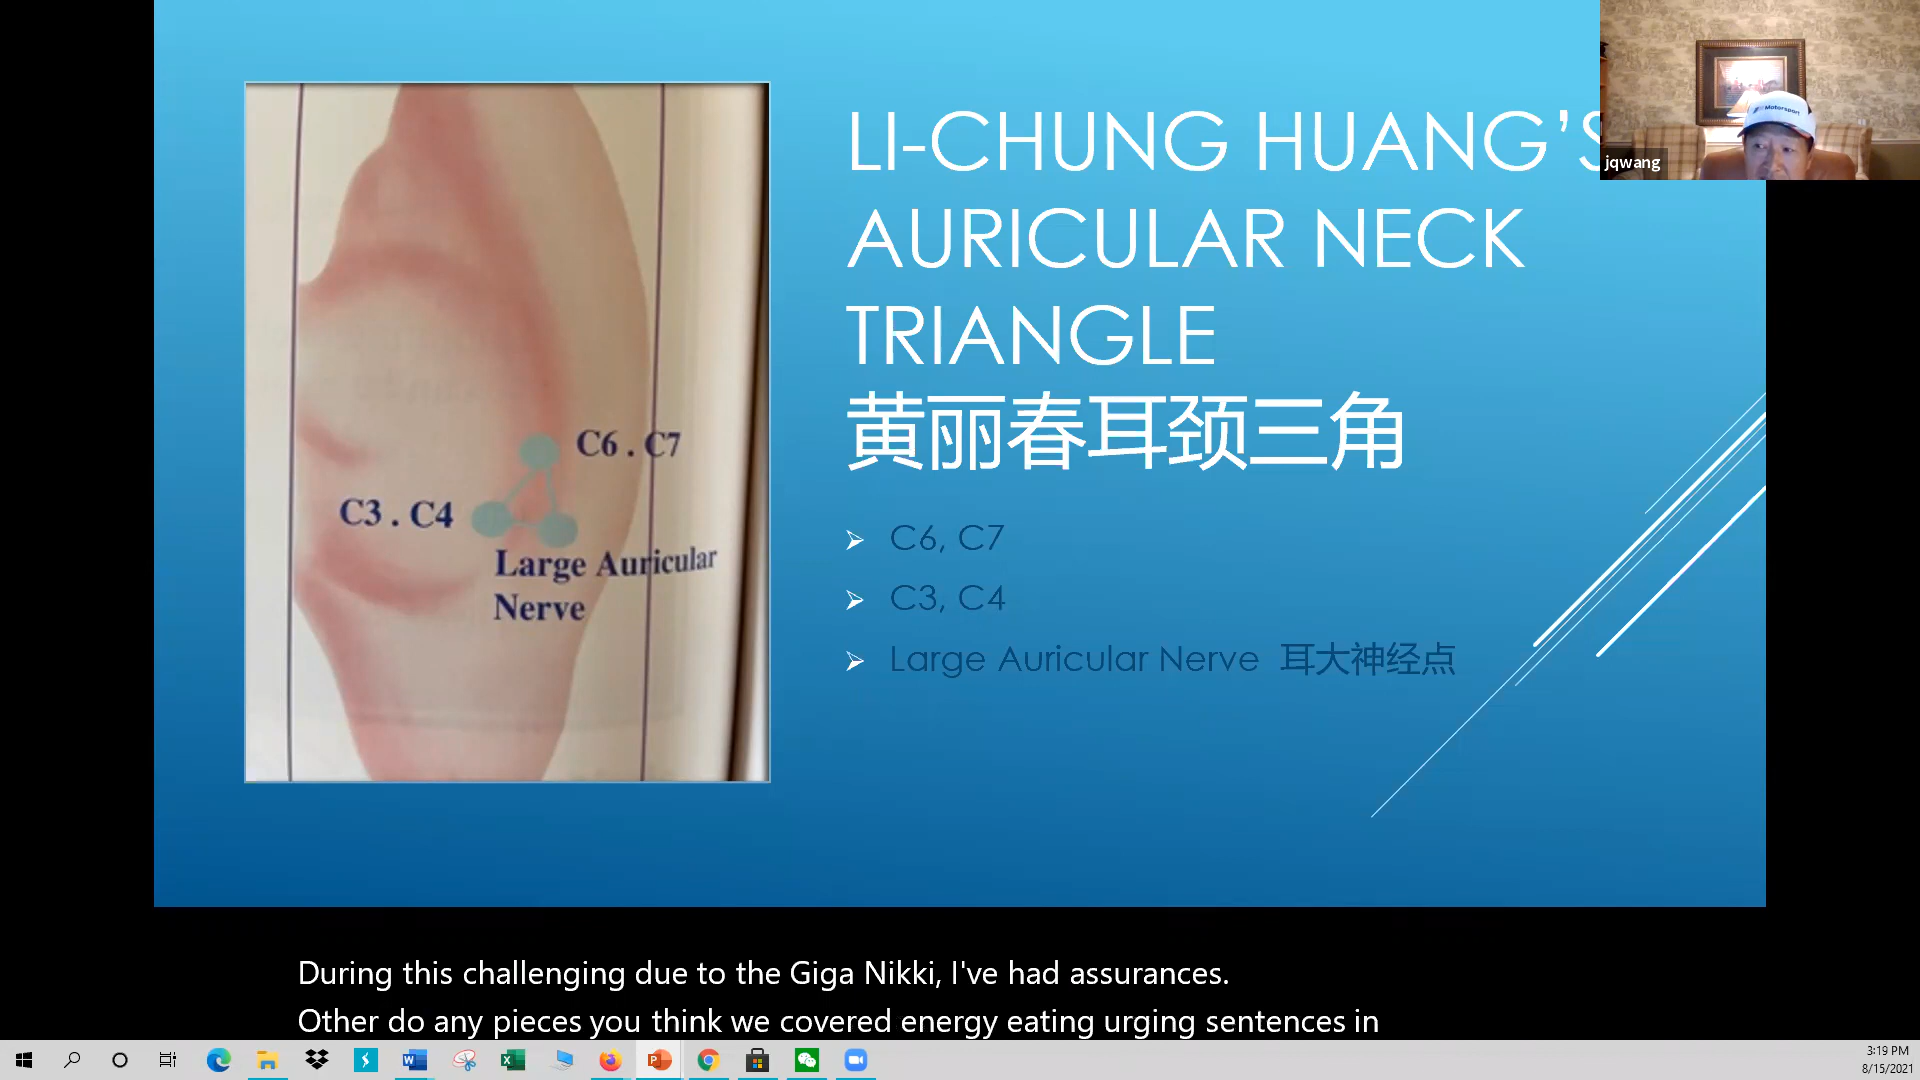 LI-CHUNG HUANG’S
AURICULAR NECK
TRIANGLE
黄丽春耳颈三角
C6, C7
C3, C4
Large Auricular Nerve 耳大神经点
C6 . C7
C3 . C4
Large Auricular
Nerve
Motorsport
jqwang
During this challenging due to the Giga Nikki, I've had assurances.
Other do any pieces you think we covered energy eating urging sentences in
3:19 PM
8/15/2021